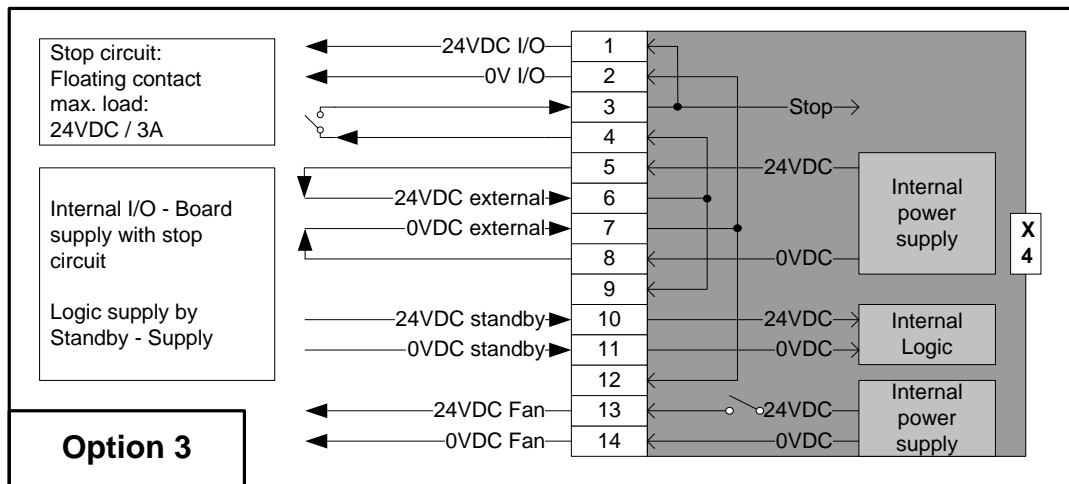 Stop circuit:
Floating contact
max. load:
24VDC / 3A
Internal I/O - Board
supply with stop
circuit
Logic supply by
Standby - Supply
Option 3
24VDC I/O
0V I/O
24VDC external
0VDC external
24VDC standby
0VDC standby
24VDC Fan
0VDC Fan
1
2
3
4
5
6
7
8
9
10
11
12
13
14
Stop
24VDC
0VDC
Internal
power
supply
24VDC
0VDC
Internal
Logic
24VDC
0VDC
Internal
power
supply
X
4